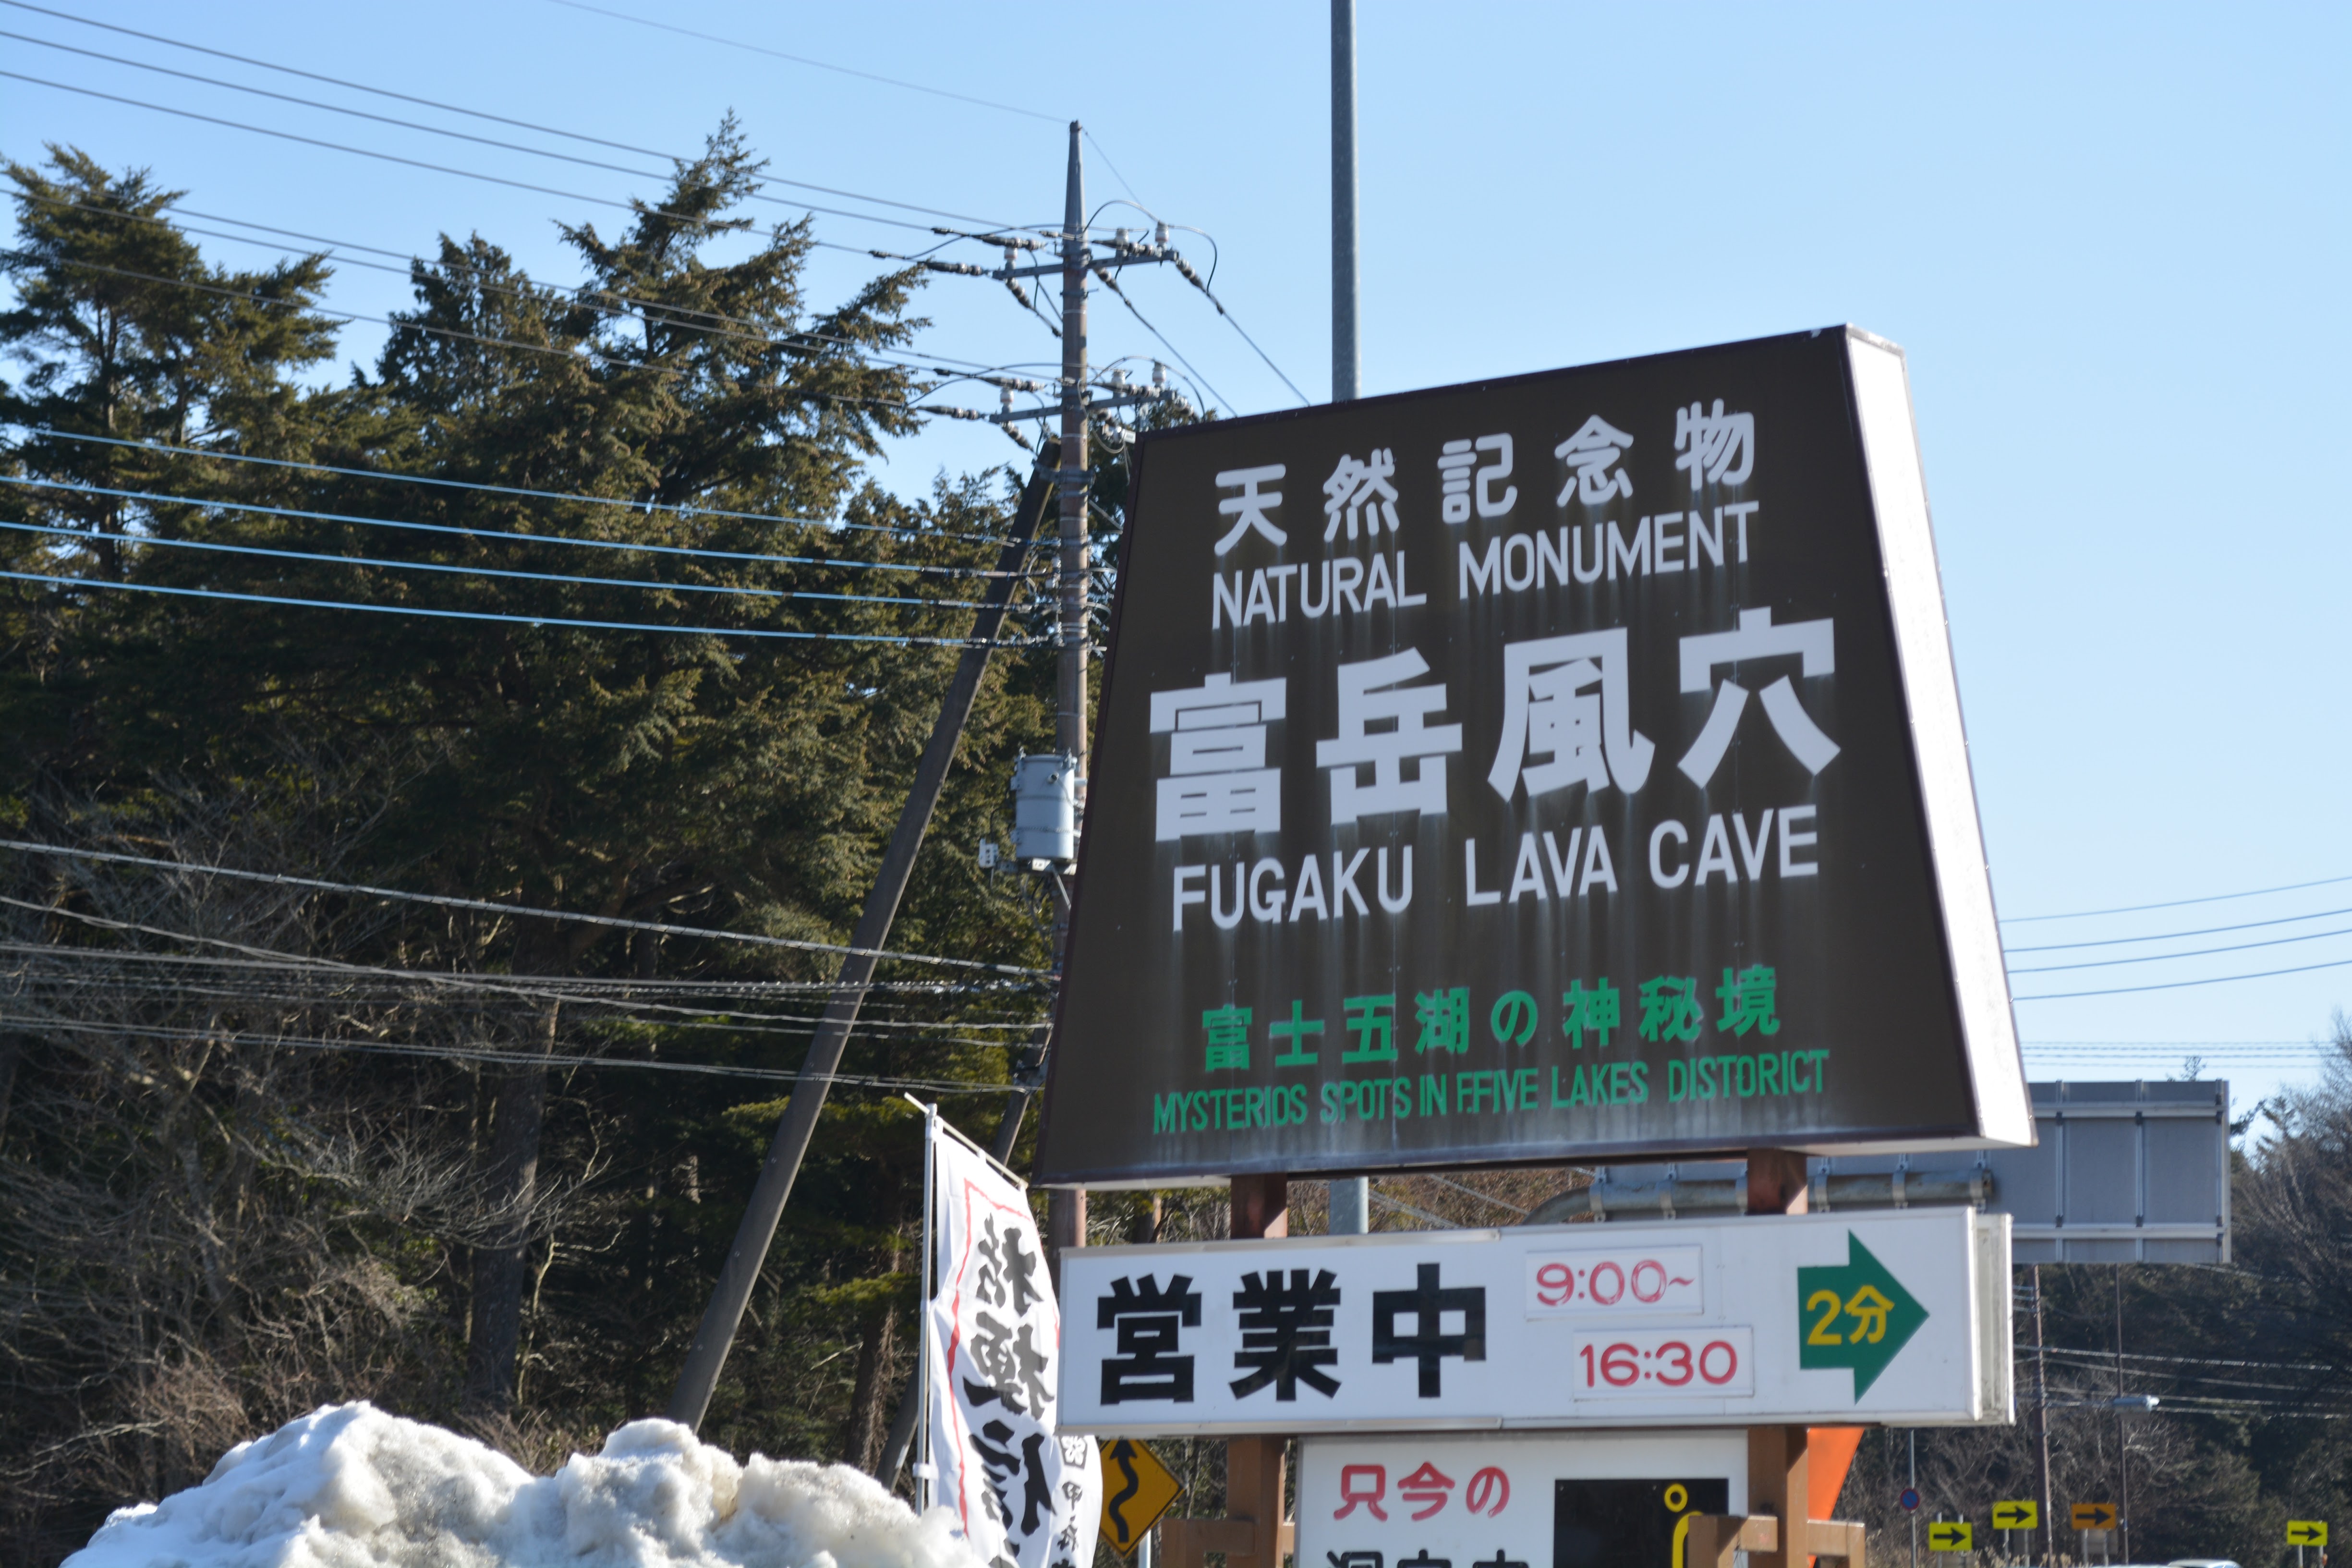 天然記念物
NATURAL MONUMENT
富岳風穴
FUGAKU LAVA CAVE
富士五湖の神秘境
MYSTERIOS SPOTS IN F.FIVE LAKES DISTORICT
営業中
9:00~
16:30
2分
只今の